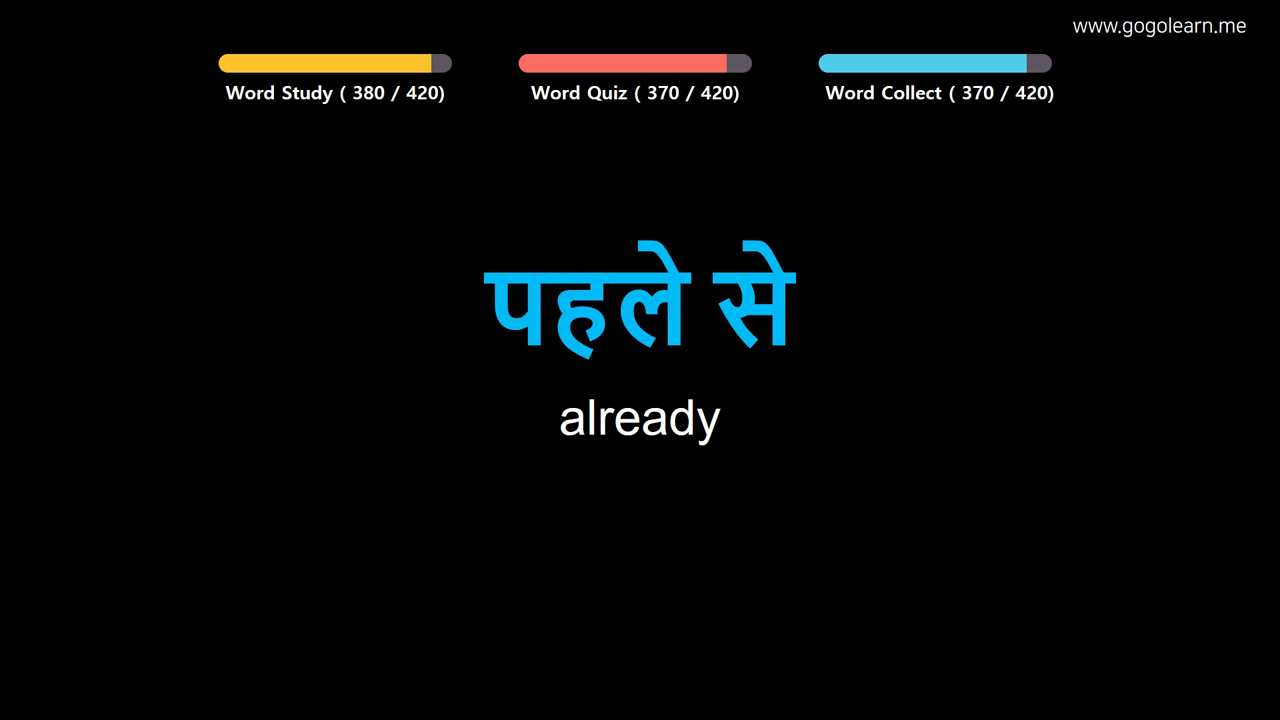 www.gogolearn.me
Word Study ( 380 / 420)
Word Quiz ( 370 / 420)
Word Collect ( 370 / 420)
पहले से
already